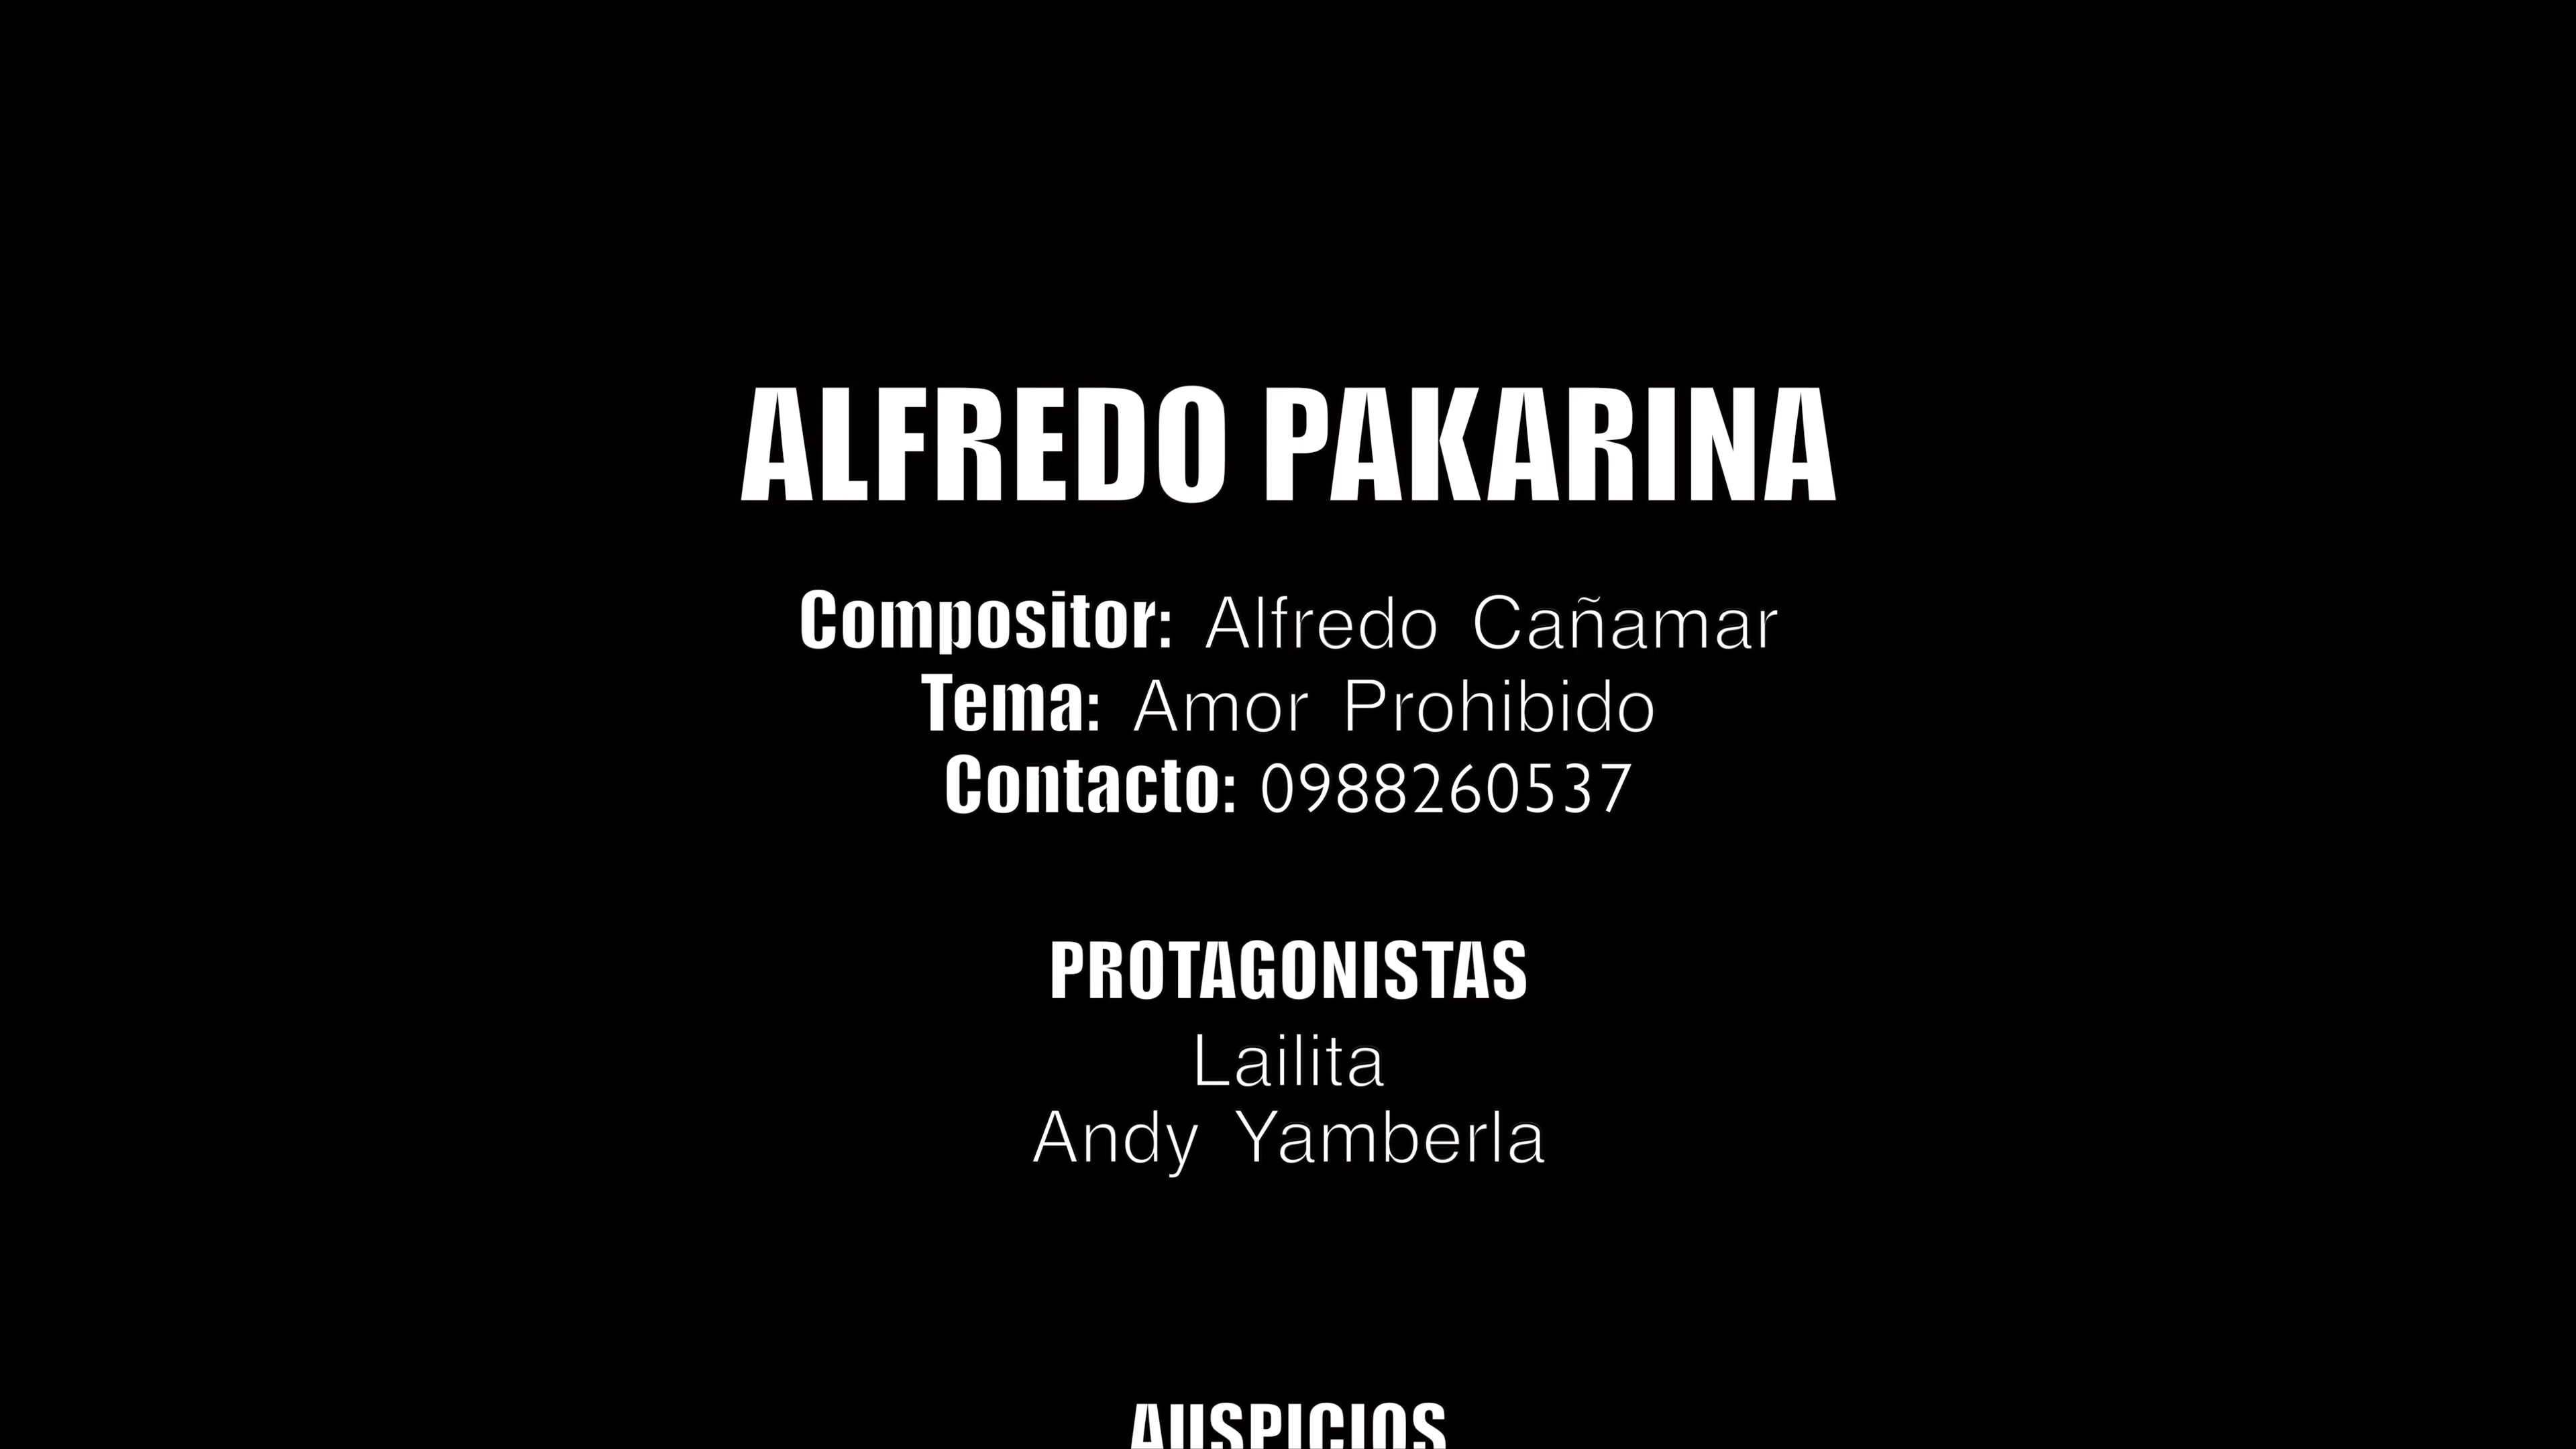 ALFREDO PAKARINA
Compositor: Alfredo Cañamar
Tema: Amor Prohibido
Contacto: 0988260537
PROTAGONISTAS
Lailita
Andy Yamberla
AUSPICIOS